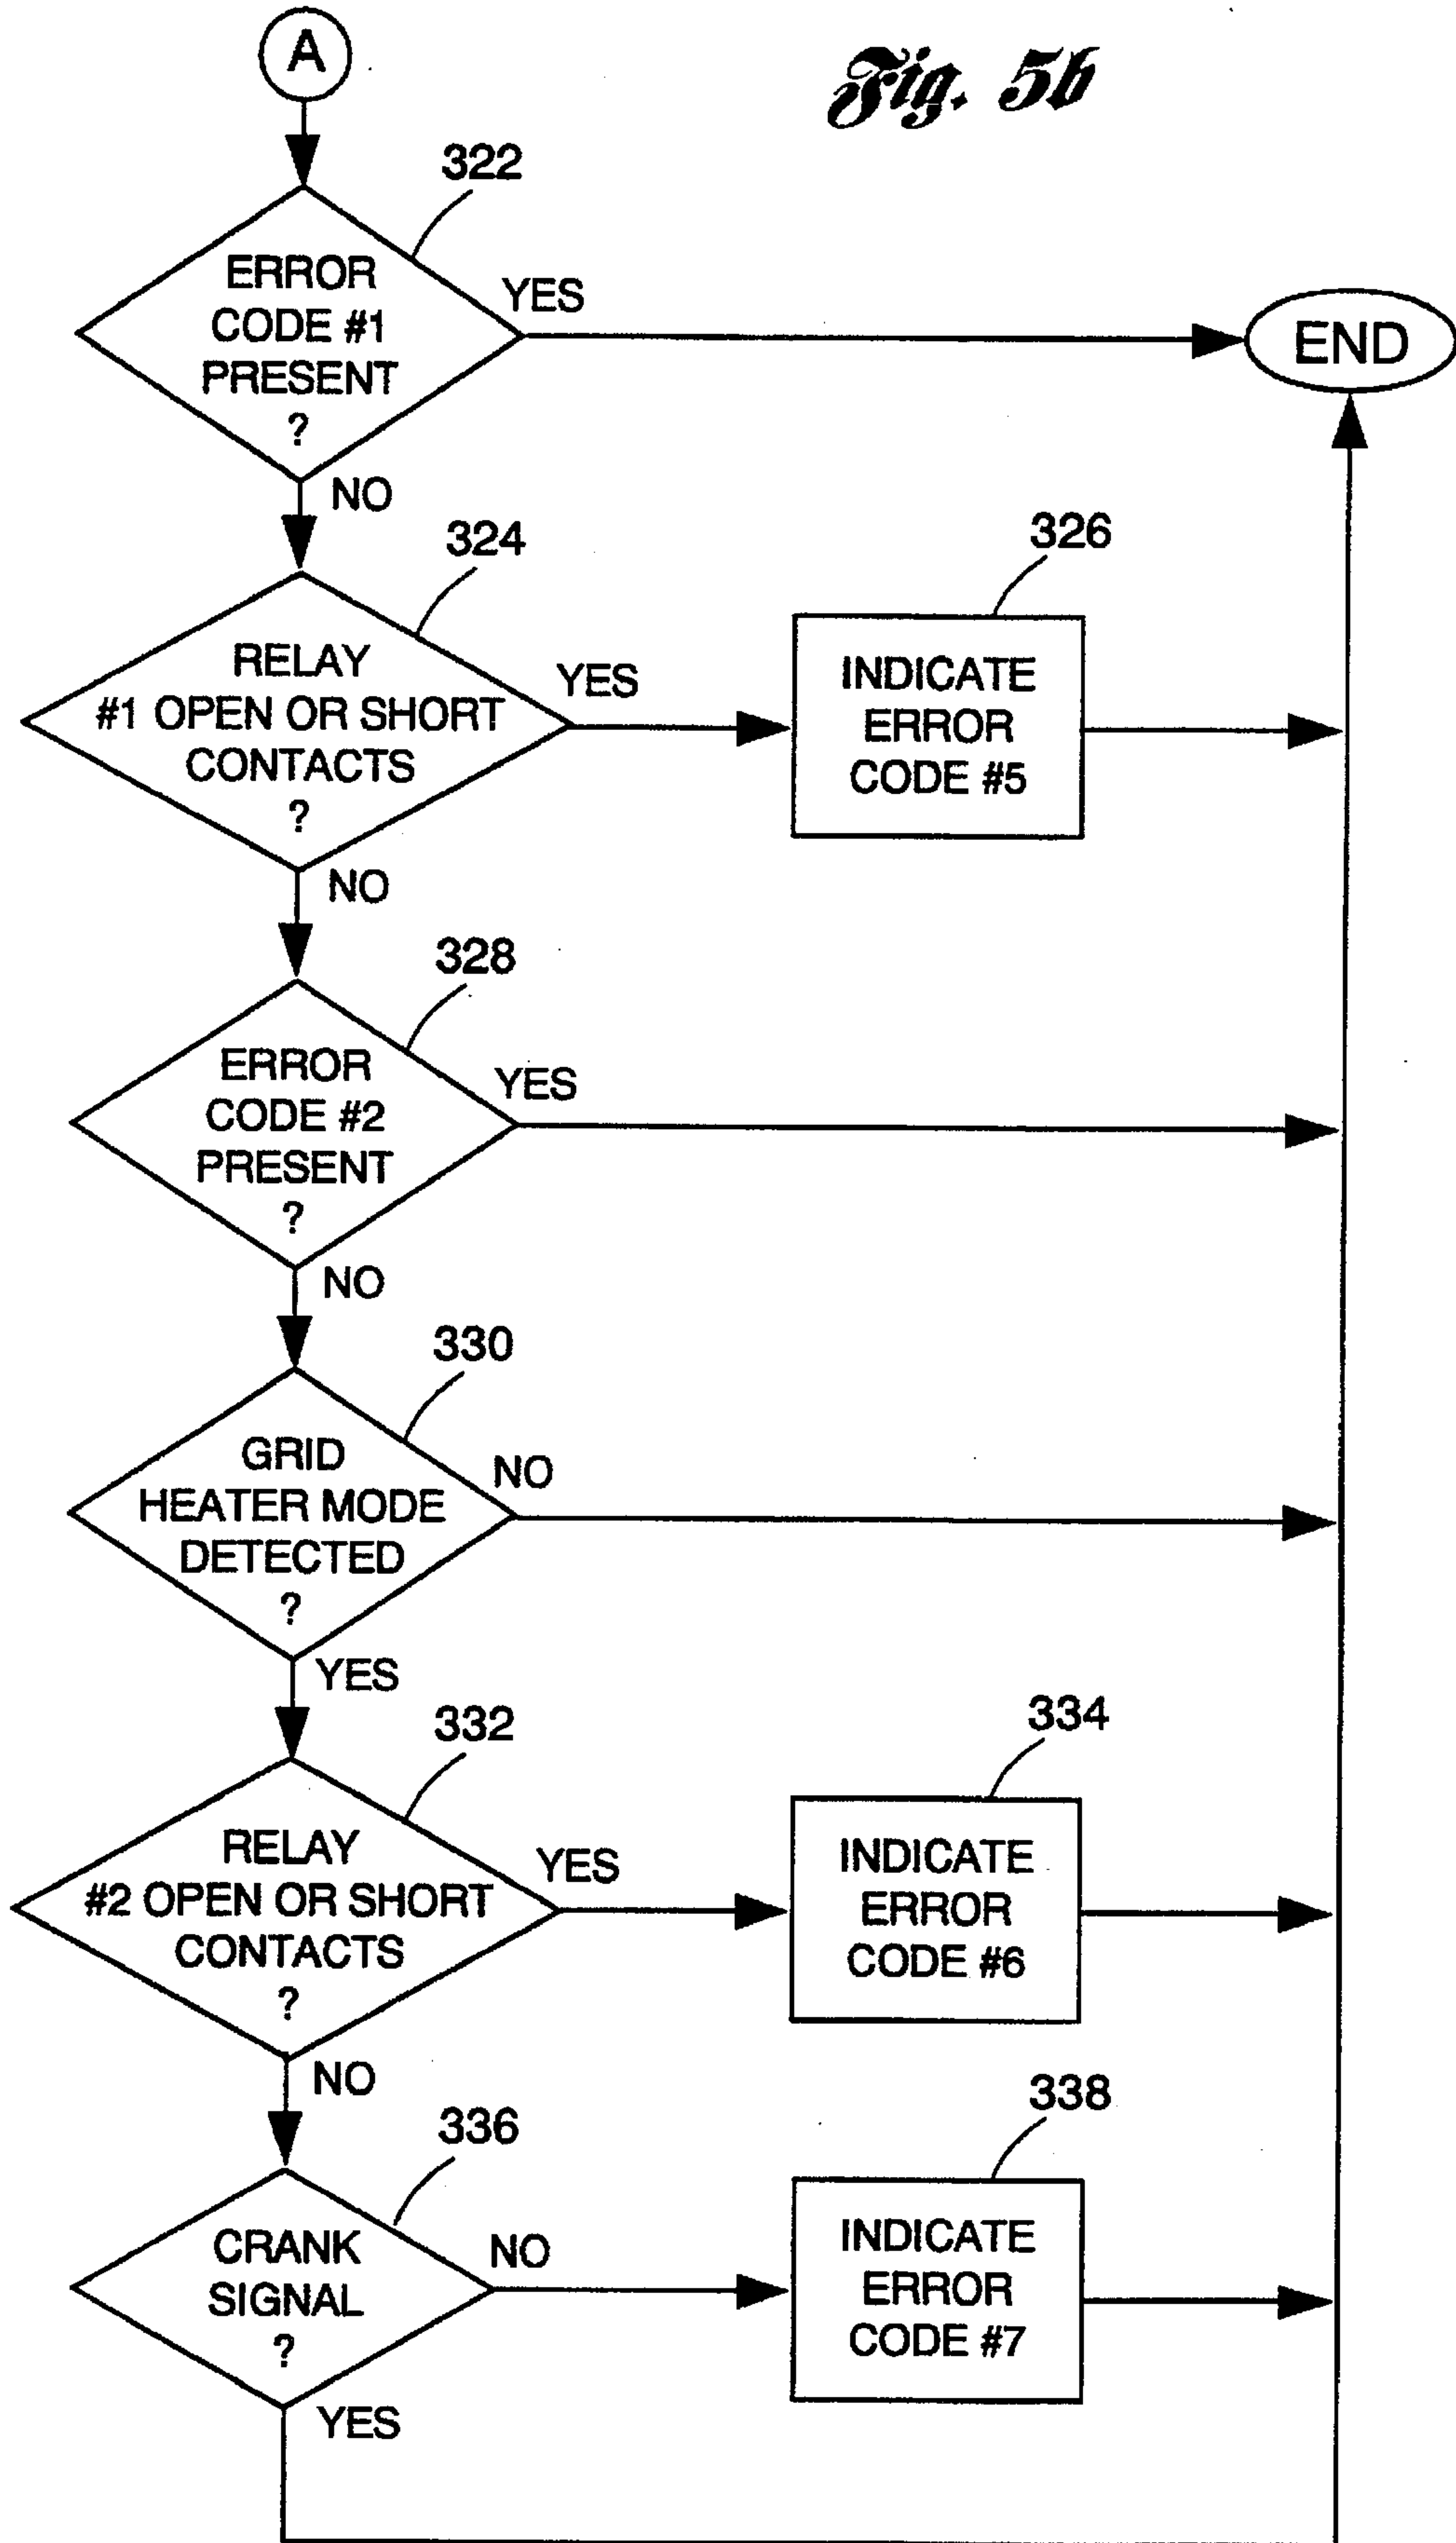 A
Fig. 5b
322
ERROR
CODE #1
PRESENT
?
YES
END
NO
324
RELAY
#1 OPEN OR SHORT
CONTACTS
?
YES
326
INDICATE
ERROR
CODE #5
NO
328
ERROR
CODE #2
PRESENT
?
YES
NO
330
GRID
HEATER MODE
DETECTED
?
NO
YES
332
RELAY
#2 OPEN OR SHORT
CONTACTS
?
YES
334
INDICATE
ERROR
CODE #6
NO
336
CRANK
SIGNAL
?
NO
338
INDICATE
ERROR
CODE #7
YES